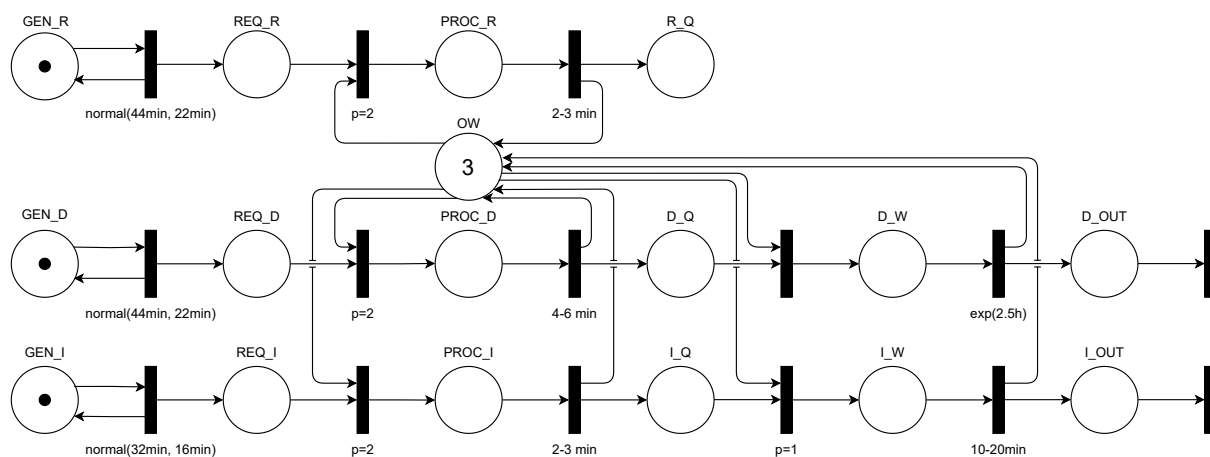 GEN_R
REQ_R
PROC_R
R_Q
normal(44min, 22min)
p=2
2-3 min
OW
3
GEN_D
REQ_D
PROC_D
D_Q
D_W
D_OUT
normal(44min, 22min)
p=2
4-6 min
exp(2.5h)
GEN_I
REQ_I
PROC_I
I_Q
I_W
I_OUT
normal(32min, 16min)
p=2
2-3 min
p=1
10-20min